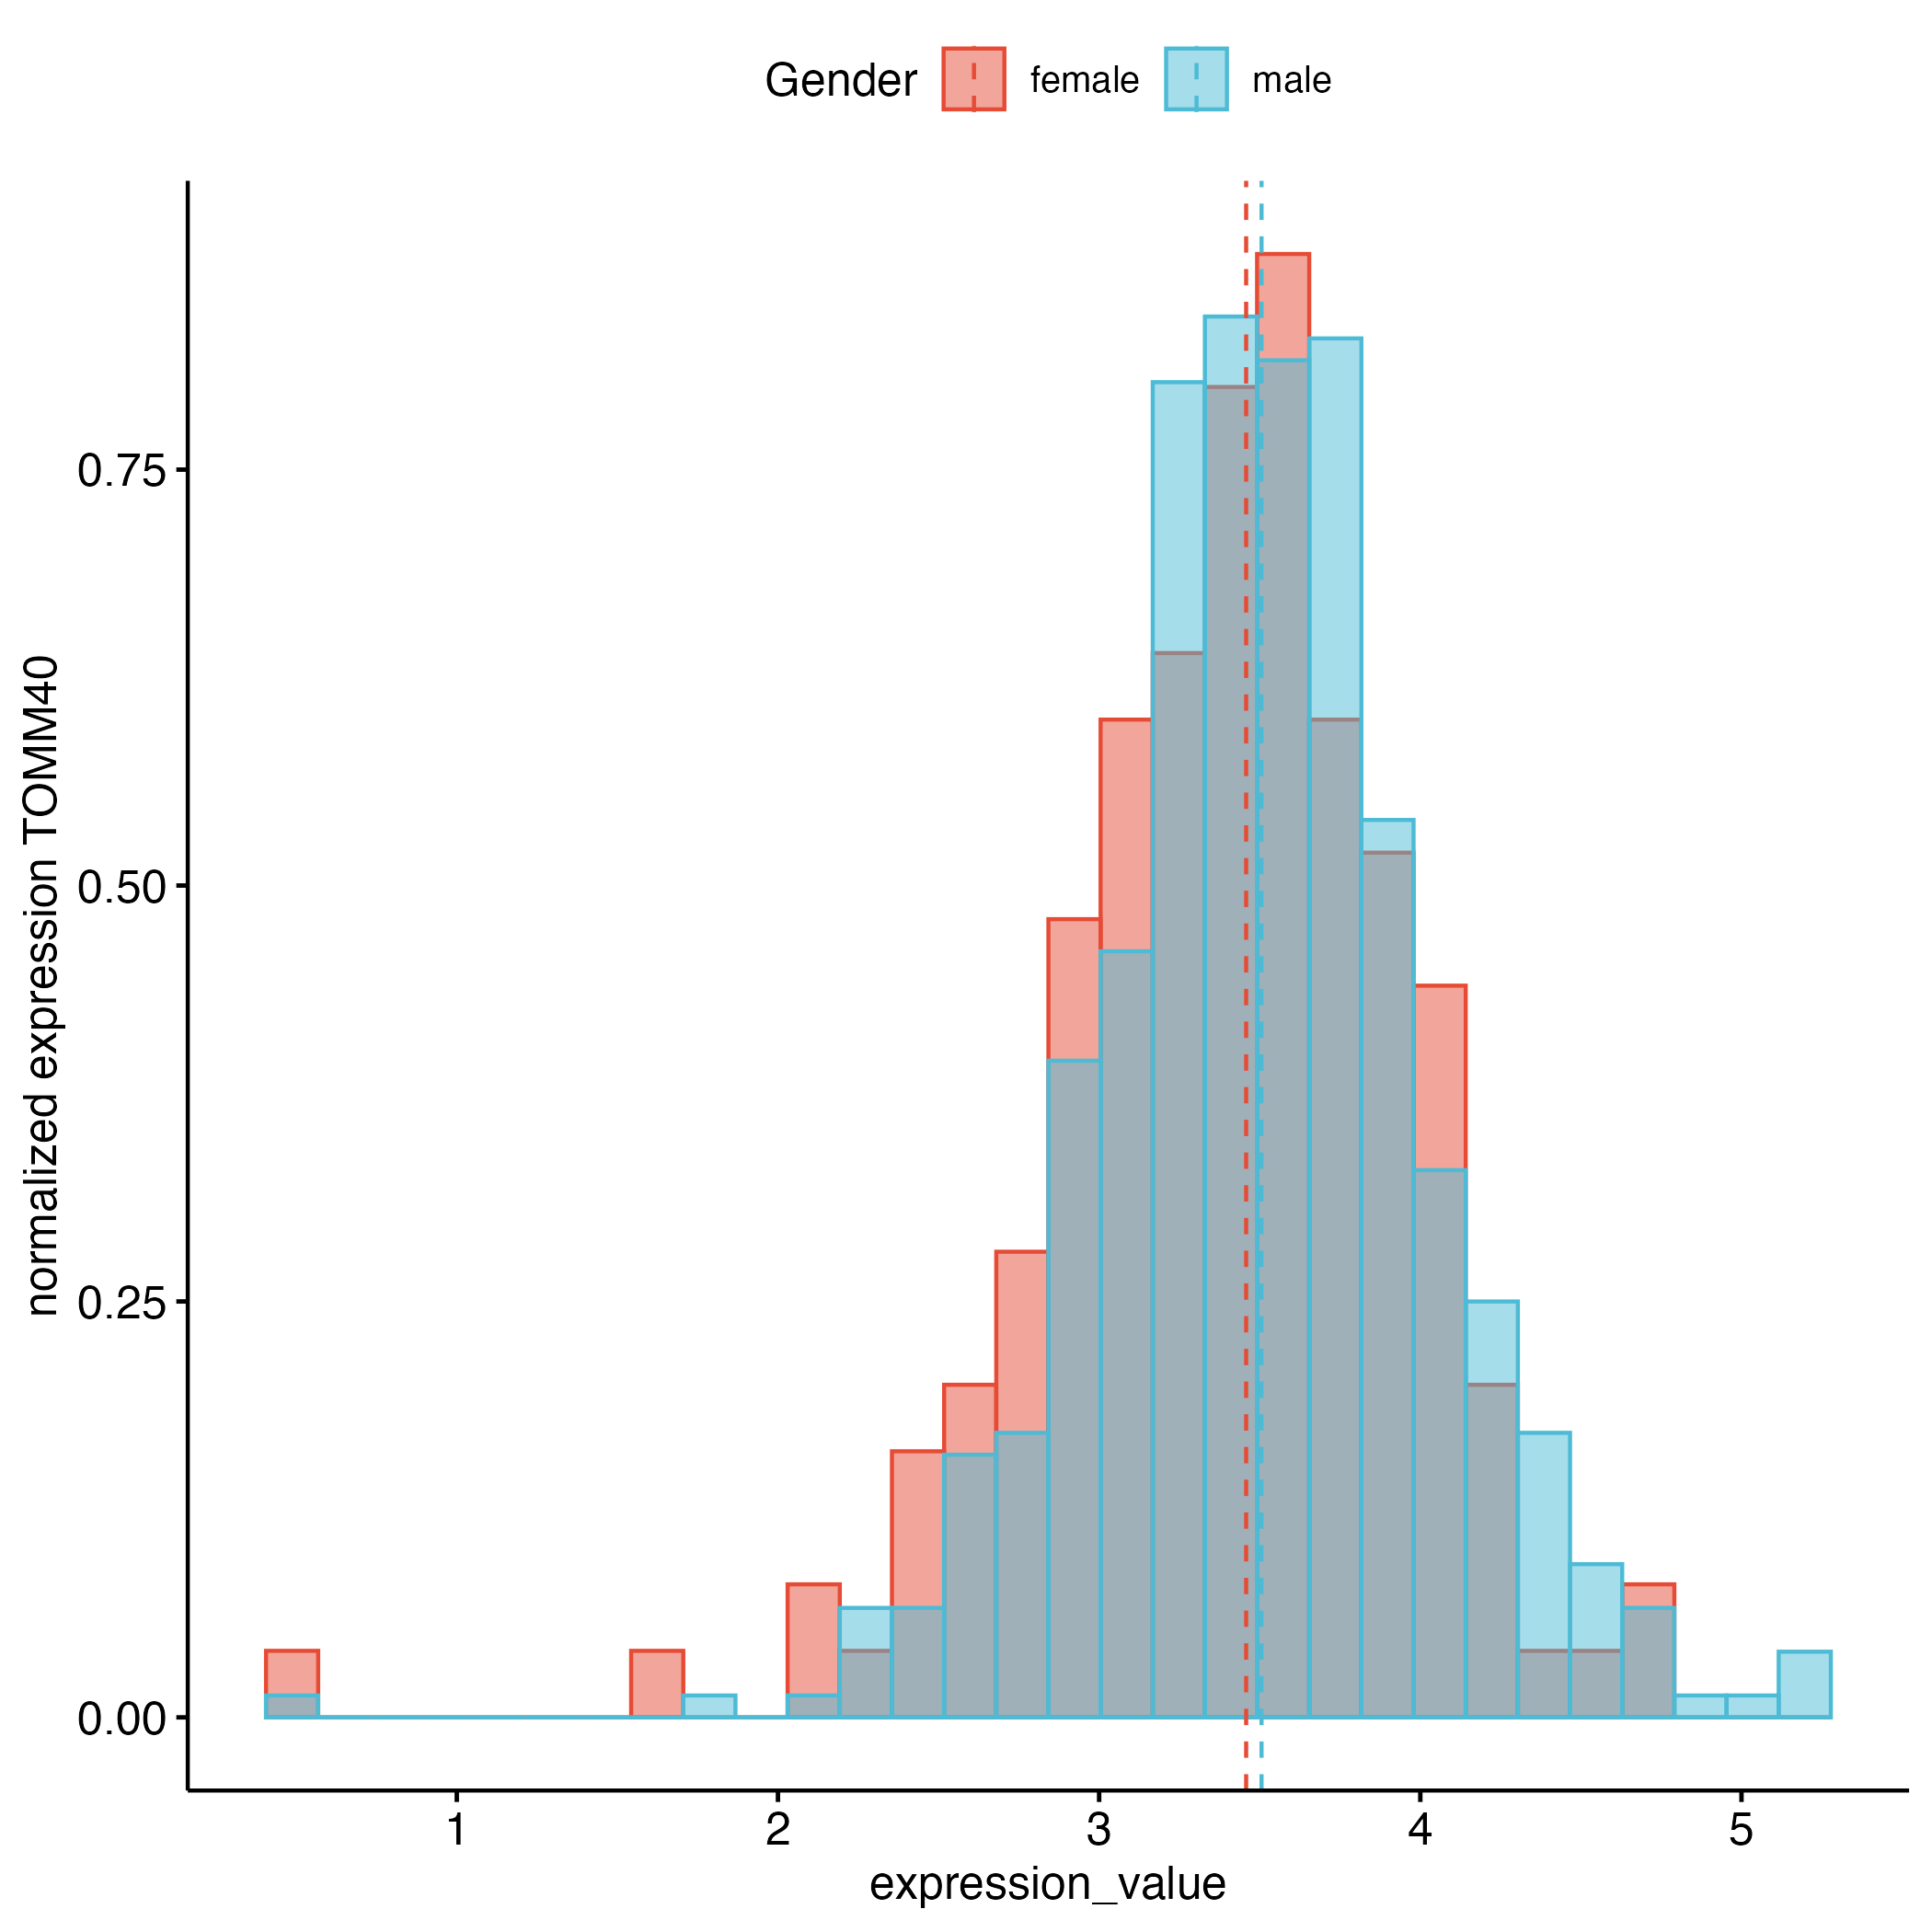 Gender female male
normalized expression TOMM40
0.75
0.50
0.25
0.00
1 2 3 4 5
expression_value